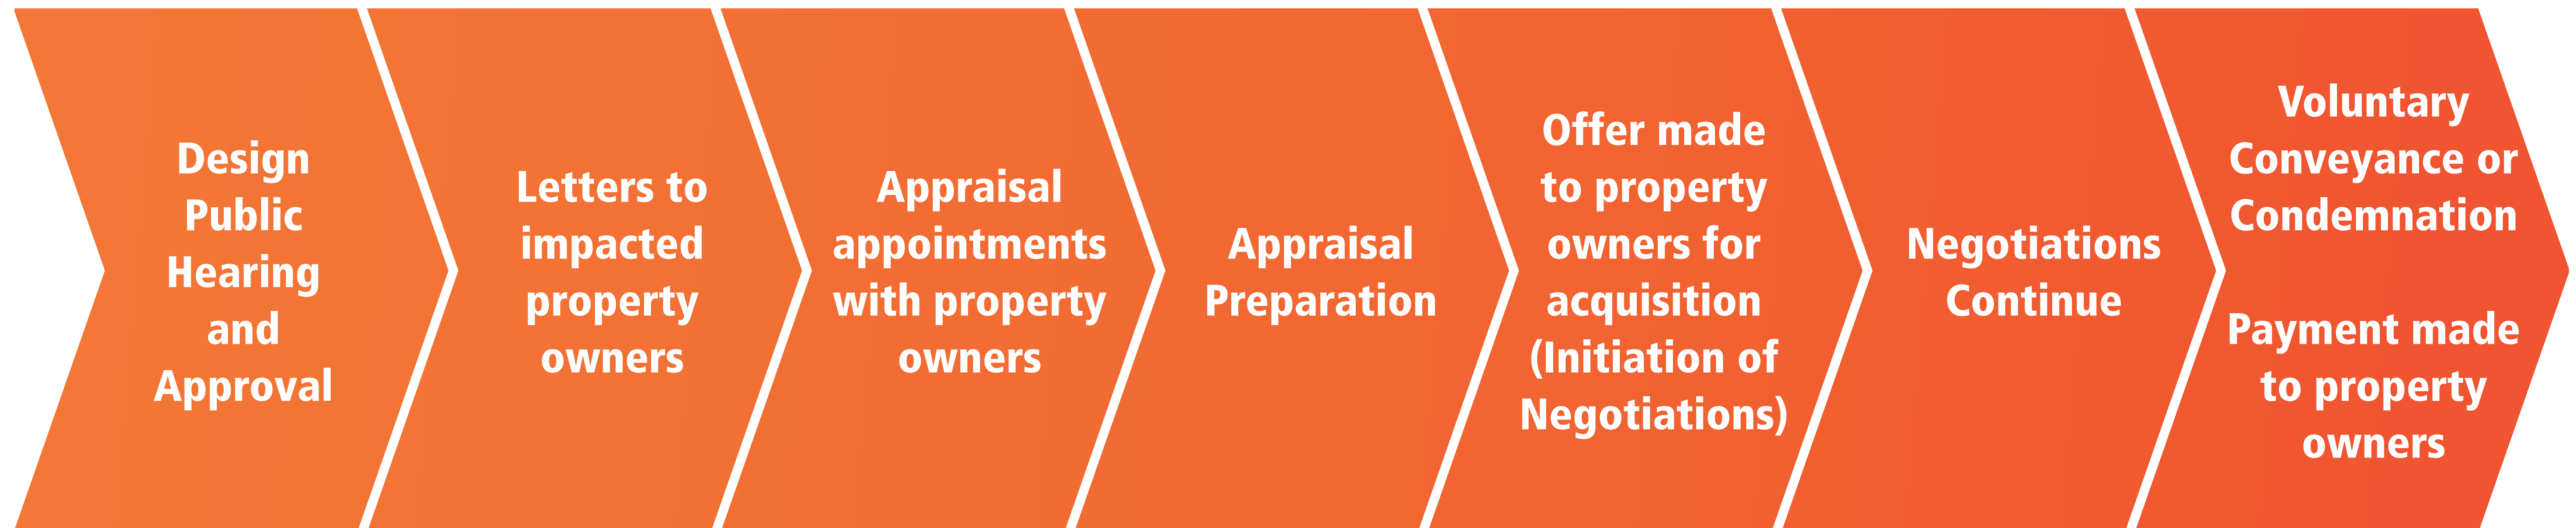 Design
Public
Hearing
and
Approval
Letters to
impacted
property
owners
Appraisal
appointments
with property
owners
Appraisal
Preparation
Offer made
to property
owners for
acquisition
(Initiation of
Negotiations)
Negotiations
Continue
Voluntary
Conveyance or
Condemnation
Payment made
to property
owners